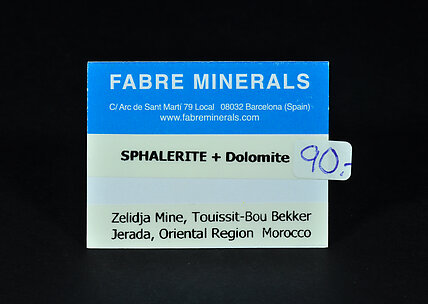 FABRE MINERALS
C/ Arc de Sant Martí 79 Local 08032 Barcelona (Spain)
www.fabreminerals.com
SPHALERITE + Dolomite
90.-
Zelidja Mine, Touissit-Bou Bekker
Jerada, Oriental Region Morocco